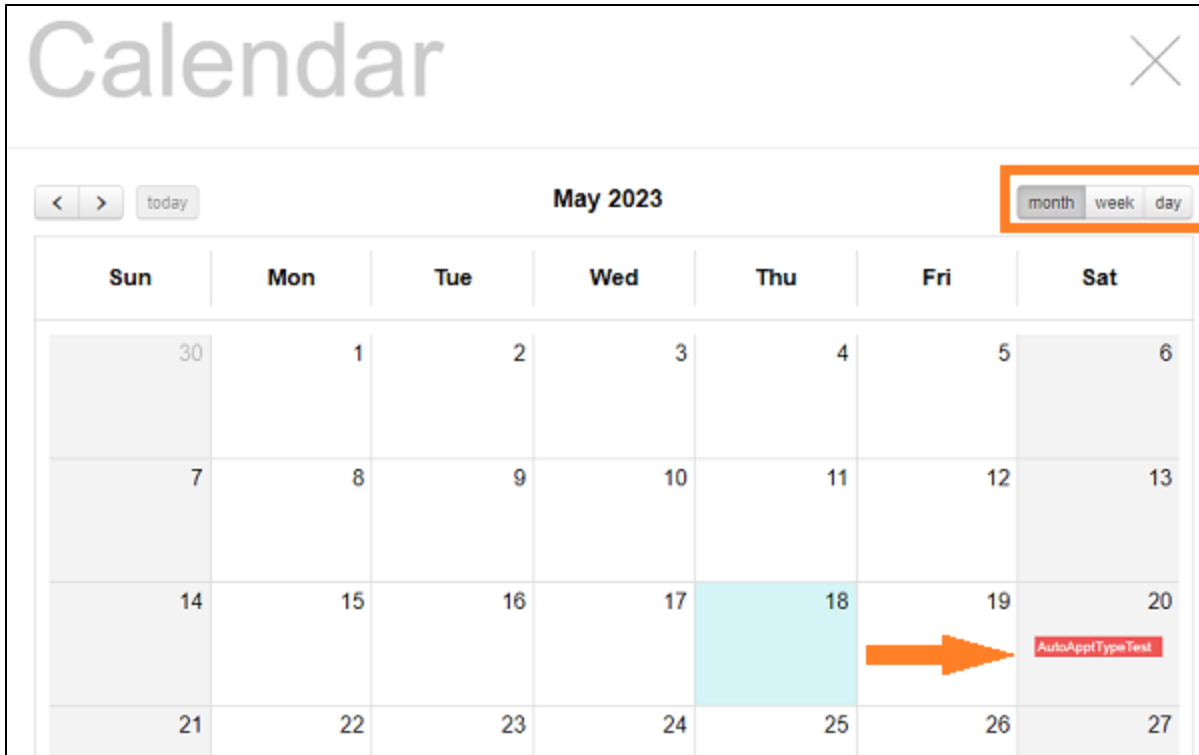 Calendar
today May 2023 month week day
Sun Mon Tue Wed Thu Fri Sat
30 1 2 3 4 5 6
7 8 9 10 11 12 13
14 15 16 17 18 19 20
AutoApptTypeTest
21 22 23 24 25 26 27